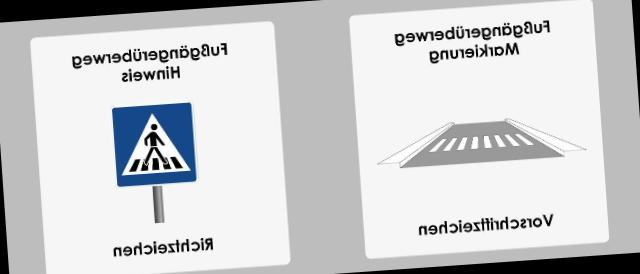 Fußgängerüberweg
Markierung
Vorschriftzeichen
Fußgängerüberweg
Hinweis
Richtzeichen